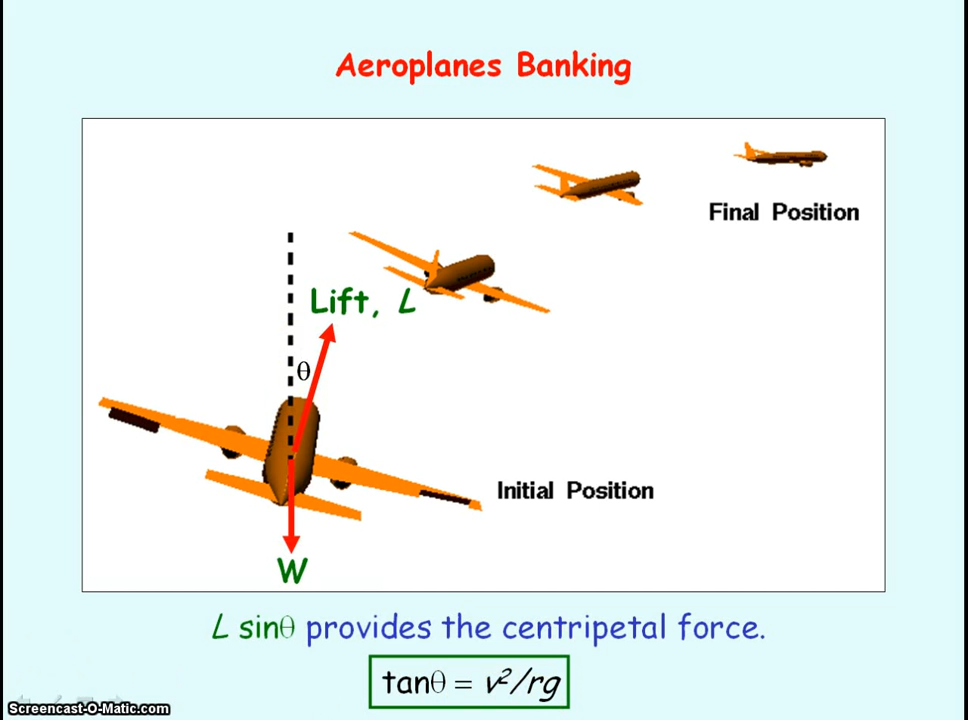 Aeroplanes Banking
Final Position
Lift, L
θ
Initial Position
W
L sinθ provides the centripetal force.
tanθ = v²/rg
Screencast-O-Matic.com